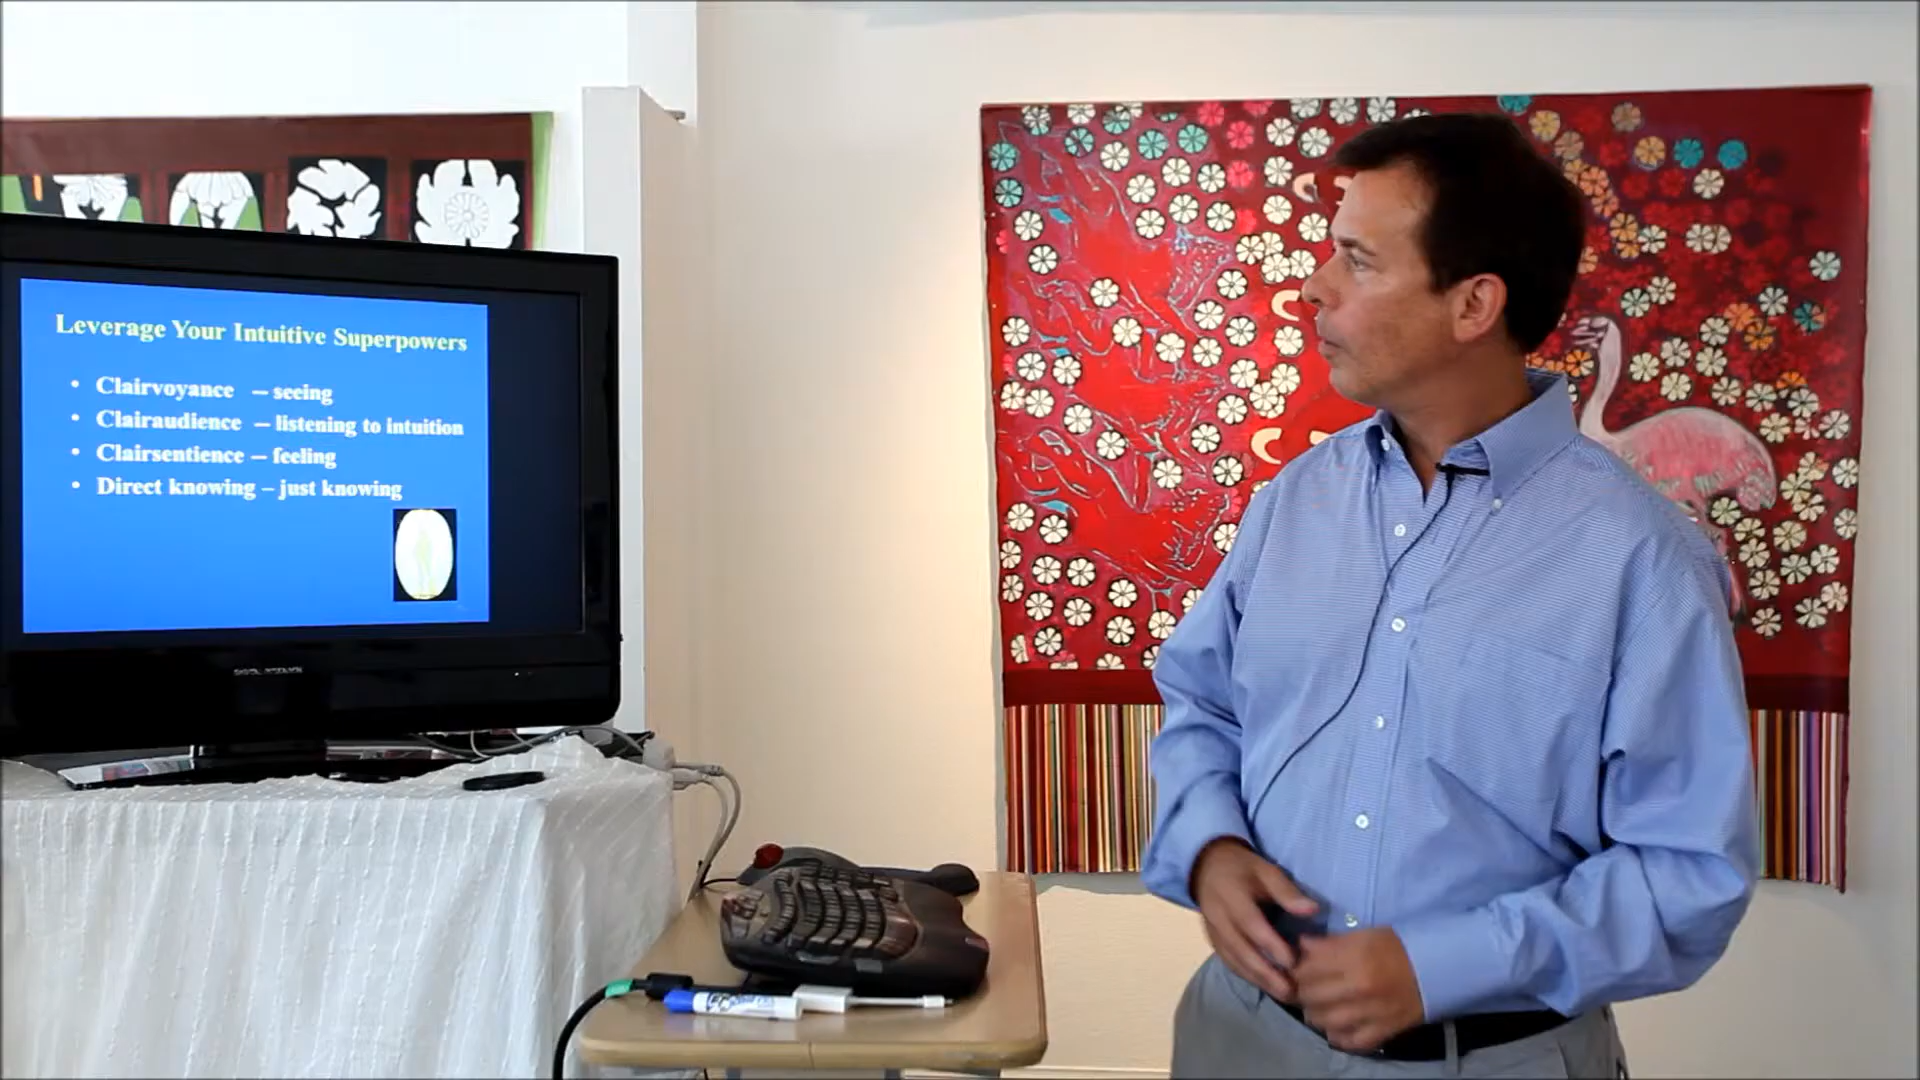 Leverage Your Intuitive Superpowers
• Clairvoyance – seeing
• Clairaudience – listening to intuition
• Clairsentience – feeling
• Direct knowing – just knowing